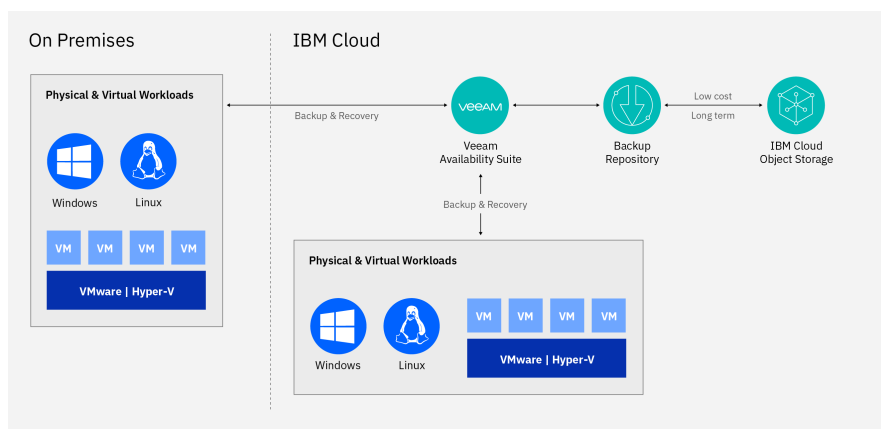 On Premises
Physical & Virtual Workloads
Windows
Linux
VM VM VM VM
VMware | Hyper-V
IBM Cloud
Backup & Recovery
veeam
Veeam
Availability Suite
Backup
Repository
Low cost
Long term
IBM Cloud
Object Storage
Backup & Recovery
Physical & Virtual Workloads
Windows
Linux
VM VM VM VM
VMware | Hyper-V